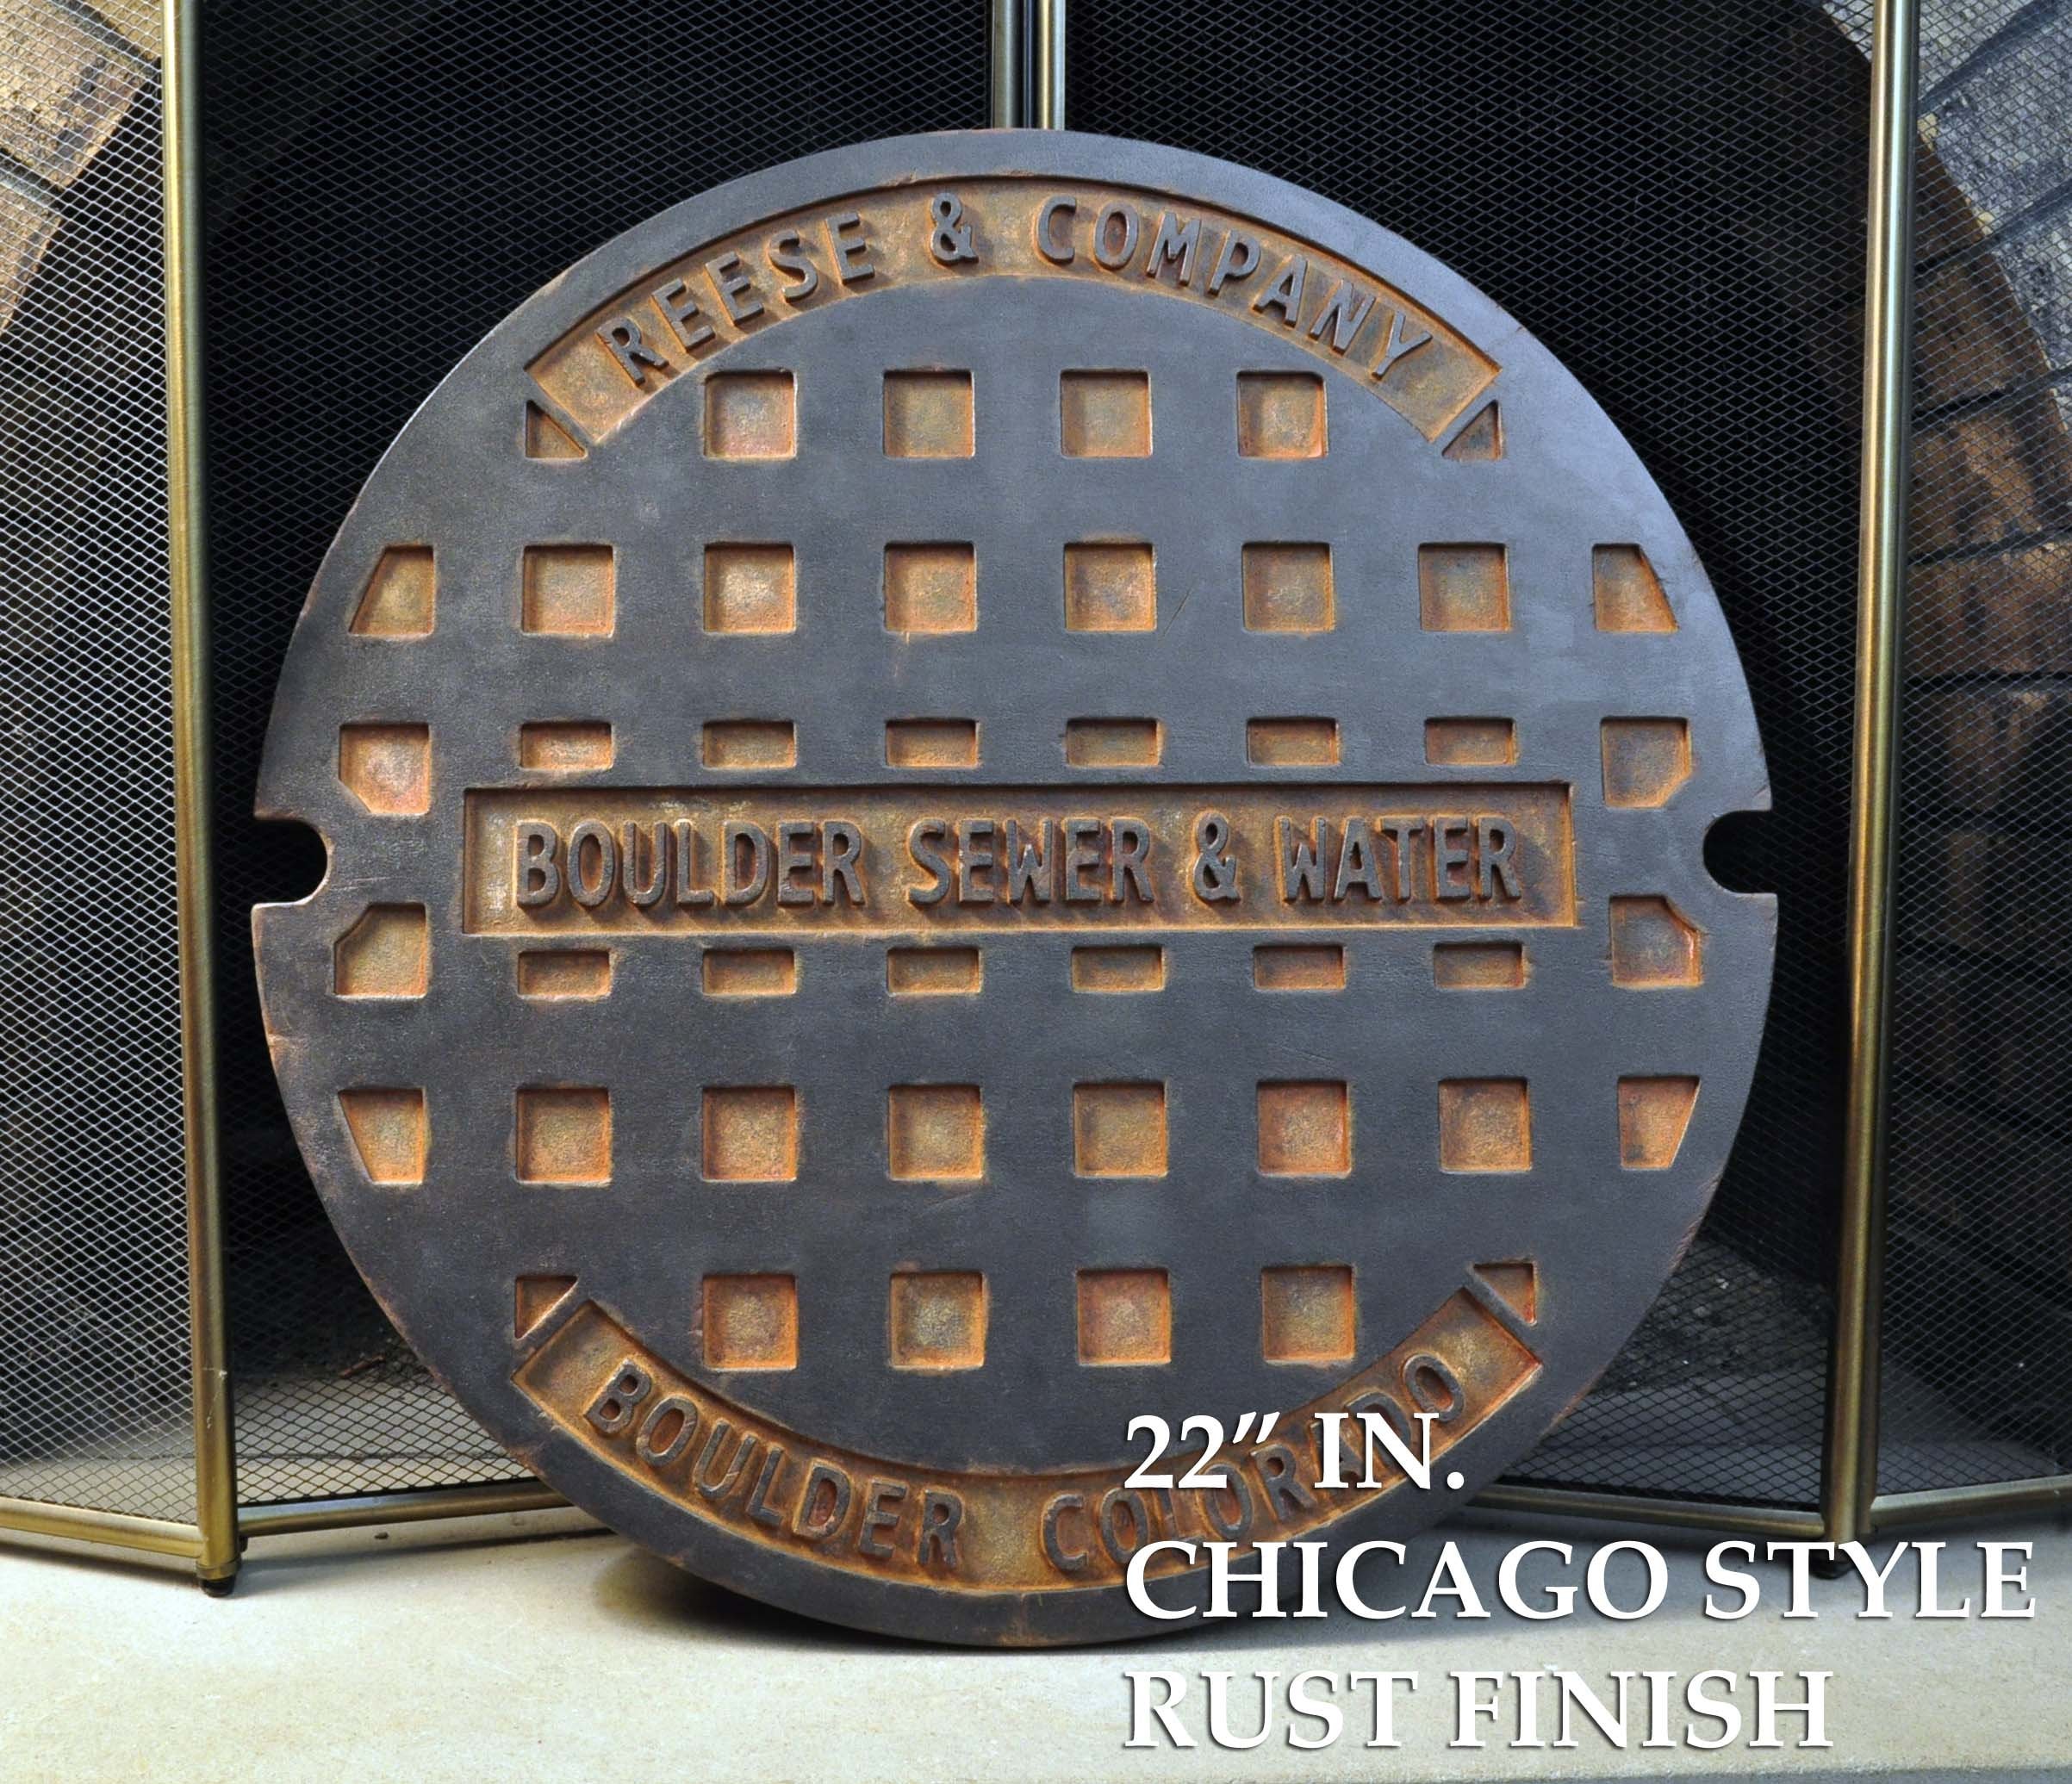 REESE & COMPANY
BOULDER SEWER & WATER
BOULDER COLORADO
22” IN.
CHICAGO STYLE
RUST FINISH